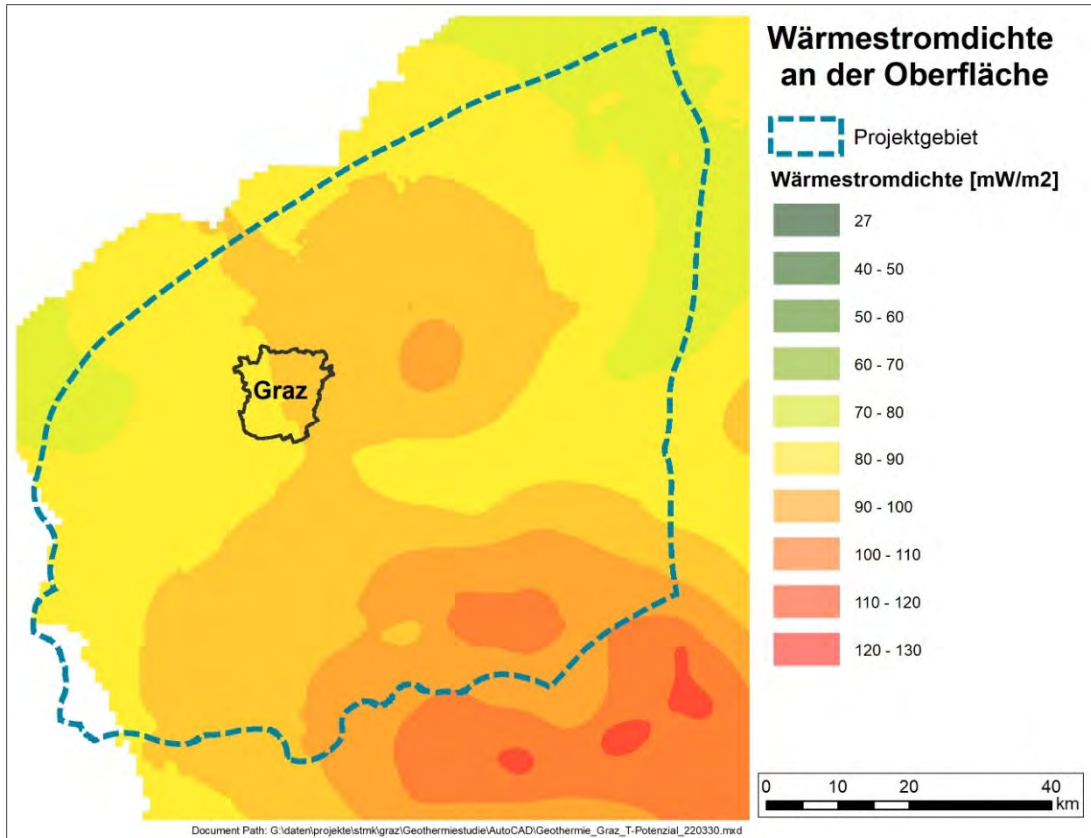 Wärmestromdichte
an der Oberfläche
Projektgebiet
Wärmestromdichte [mW/m2]
27
40 - 50
50 - 60
60 - 70
70 - 80
80 - 90
90 - 100
100 - 110
110 - 120
120 - 130
Graz
0 10 20 40
km
Document Path: G:\daten\projekte\stmk\graz\Geothermiestudie\AutoCAD\Geothermie_Graz_T-Potenzial_220330.mxd